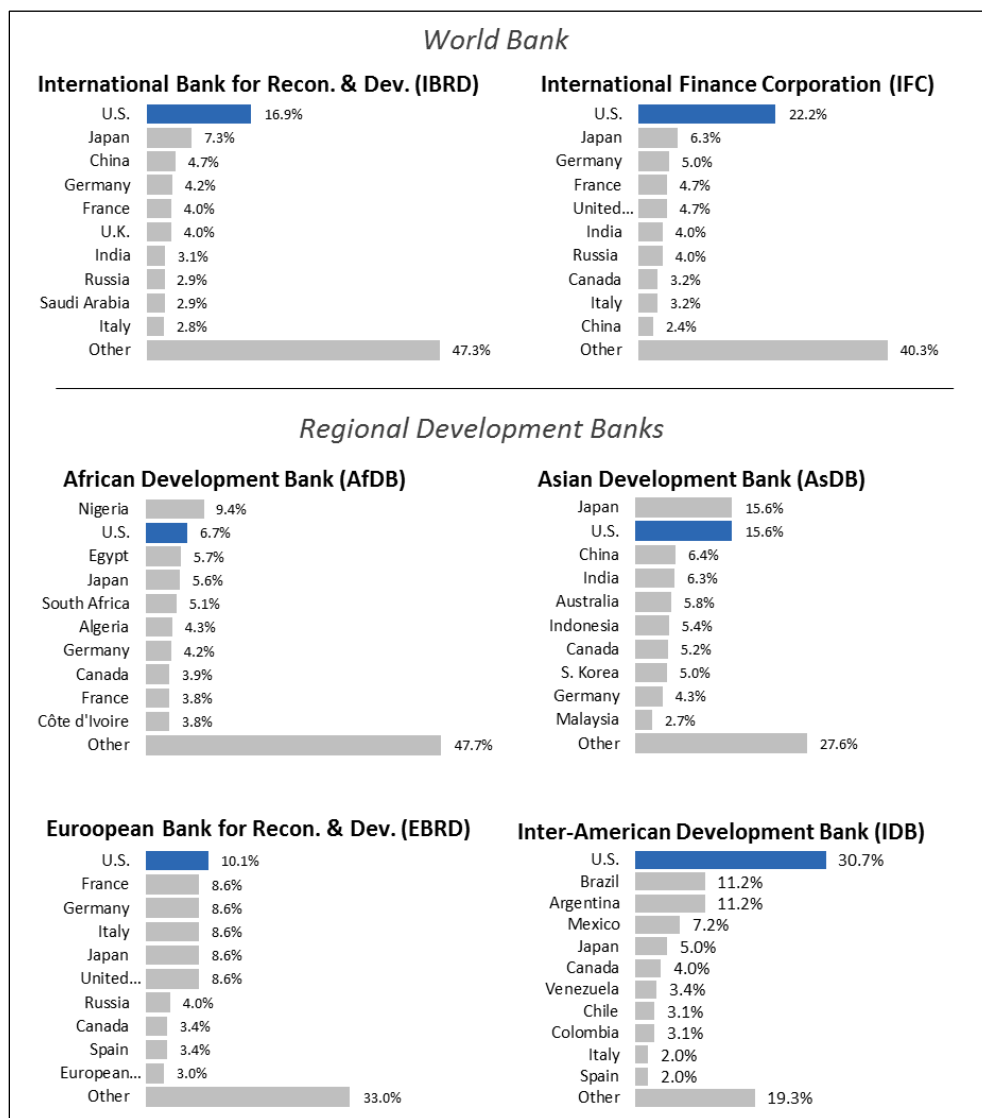 World Bank
International Bank for Recon. & Dev. (IBRD)
U.S. 16.9%
Japan 7.3%
China 4.7%
Germany 4.2%
France 4.0%
U.K. 4.0%
India 3.1%
Russia 2.9%
Saudi Arabia 2.9%
Italy 2.8%
Other 47.3%
International Finance Corporation (IFC)
U.S. 22.2%
Japan 6.3%
Germany 5.0%
France 4.7%
United... 4.7%
India 4.0%
Russia 4.0%
Canada 3.2%
Italy 3.2%
China 2.4%
Other 40.3%
Regional Development Banks
African Development Bank (AfDB)
Nigeria 9.4%
U.S. 6.7%
Egypt 5.7%
Japan 5.6%
South Africa 5.1%
Algeria 4.3%
Germany 4.2%
Canada 3.9%
France 3.8%
Côte d'Ivoire 3.8%
Other 47.7%
Asian Development Bank (AsDB)
Japan 15.6%
U.S. 15.6%
China 6.4%
India 6.3%
Australia 5.8%
Indonesia 5.4%
Canada 5.2%
S. Korea 5.0%
Germany 4.3%
Malaysia 2.7%
Other 27.6%
Euroopean Bank for Recon. & Dev. (EBRD)
U.S. 10.1%
France 8.6%
Germany 8.6%
Italy 8.6%
Japan 8.6%
United... 8.6%
Russia 4.0%
Canada 3.4%
Spain 3.4%
European... 3.0%
Other 33.0%
Inter-American Development Bank (IDB)
U.S. 30.7%
Brazil 11.2%
Argentina 11.2%
Mexico 7.2%
Japan 5.0%
Canada 4.0%
Venezuela 3.4%
Chile 3.1%
Colombia 3.1%
Italy 2.0%
Spain 2.0%
Other 19.3%